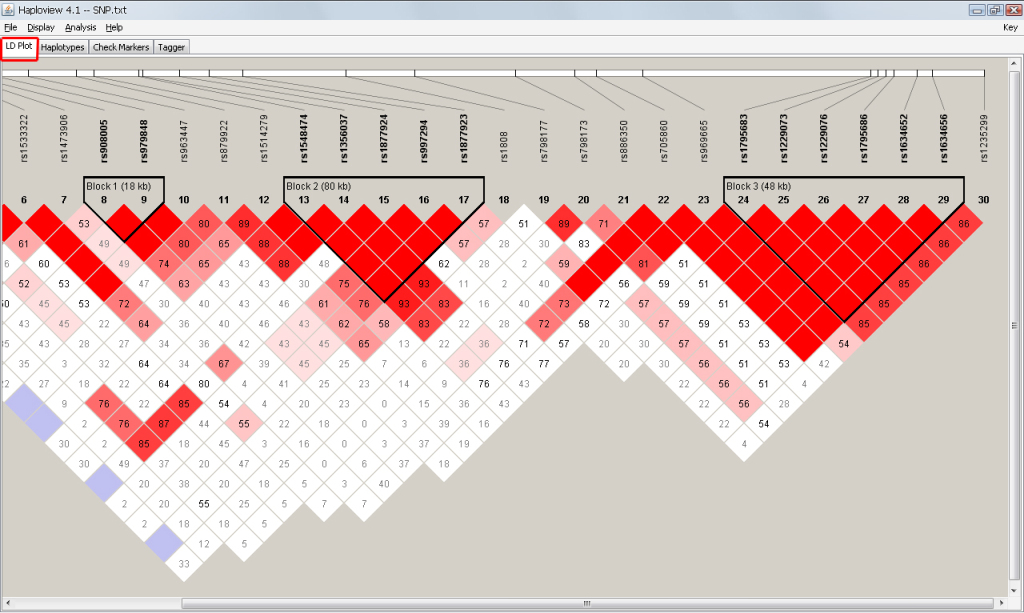 Haploview 4.1 -- SNP.txt
File Display Analysis Help Key
LD Plot Haplotypes Check Markers Tagger
rs1533322 rs1473906 rs908005 rs979848 rs963447 rs879922 rs1514279 rs1548474 rs1356037 rs1877924 rs997294 rs1877923 rs1808 rs798177 rs798173 rs886350 rs705860 rs969665 rs1795683 rs1229073 rs1229076 rs1795686 rs1634652 rs1634656 rs1235299
Block 1 (18 kb) Block 2 (80 kb) Block 3 (48 kb)
6 7 8 9 10 11 12 13 14 15 16 17 18 19 20 21 22 23 24 25 26 27 28 29 30
53 80 89 57 51 89 71 86
61 49 80 65 88 57 28 30 83 86
6 60 49 74 65 43 88 48 62 28 2 59 81 51 86
52 53 47 63 43 43 30 75 93 11 2 40 56 59 51 85
50 45 53 72 30 40 46 44 61 76 93 83 16 40 73 72 57 59 51 85
43 45 22 64 40 40 43 62 58 83 22 28 72 58 30 57 59 53 85
35 43 28 27 30 42 43 45 65 22 36 71 57 20 57 51 53 54
35 3 32 64 34 67 43 45 27 14 36 76 77 20 30 56 51 42
22 27 18 22 64 80 4 41 25 23 14 9 76 43 22 56 51 4
9 76 22 85 54 24 20 23 0 15 36 43 22 56 28
2 76 87 44 55 16 0 3 39 16 22 54
30 2 85 18 45 3 18 0 3 37 19 4
30 49 37 20 47 25 0 6 37 18
20 38 20 18 5 3 40
2 20 55 25 5 7 7
2 18 18 5
12 5
33